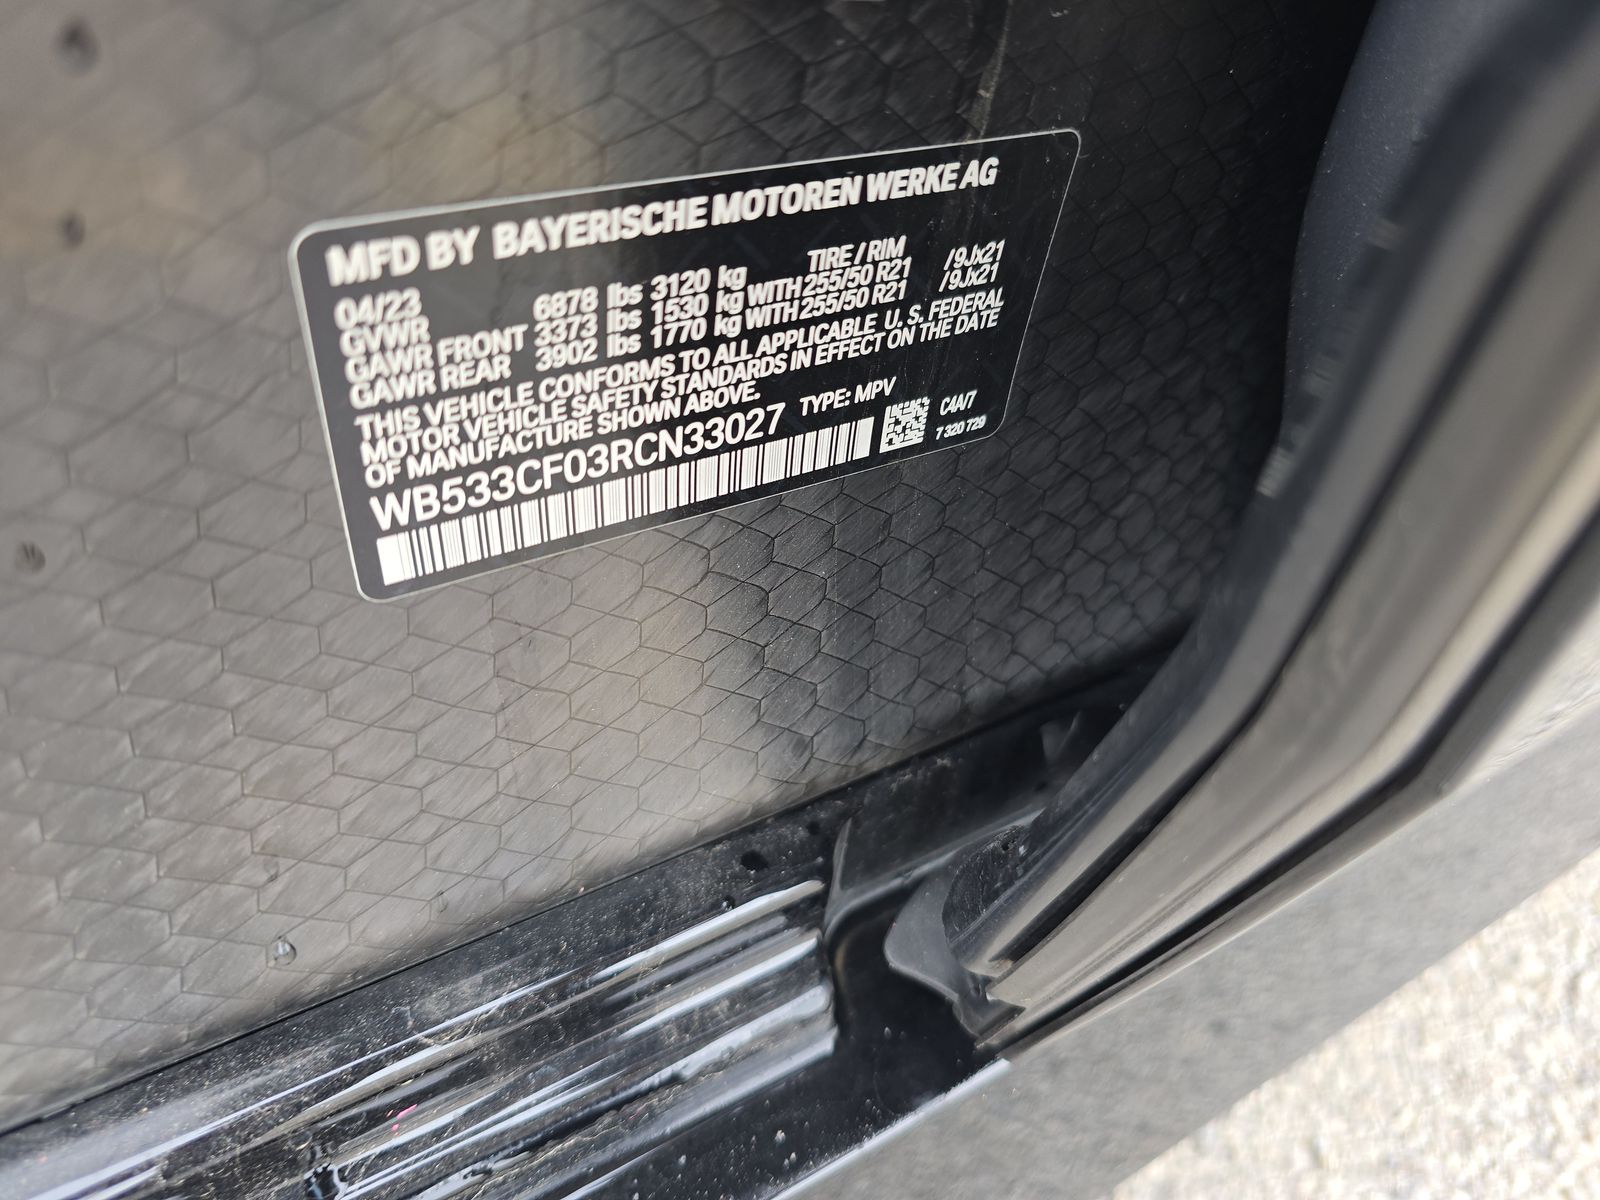 MFD BY BAYERISCHE MOTOREN WERKE AG
04/23 TIRE / RIM
GVWR 6878 lbs 3120 kg
GAWR FRONT 3373 lbs 1530 kg WITH 255/50 R21 /9Jx21
GAWR REAR 3902 lbs 1770 kg WITH 255/50 R21 /9Jx21
THIS VEHICLE CONFORMS TO ALL APPLICABLE U. S. FEDERAL
MOTOR VEHICLE SAFETY STANDARDS IN EFFECT ON THE DATE
OF MANUFACTURE SHOWN ABOVE.
WB533CF03RCN33027 TYPE: MPV
C4A/7
7 320 729